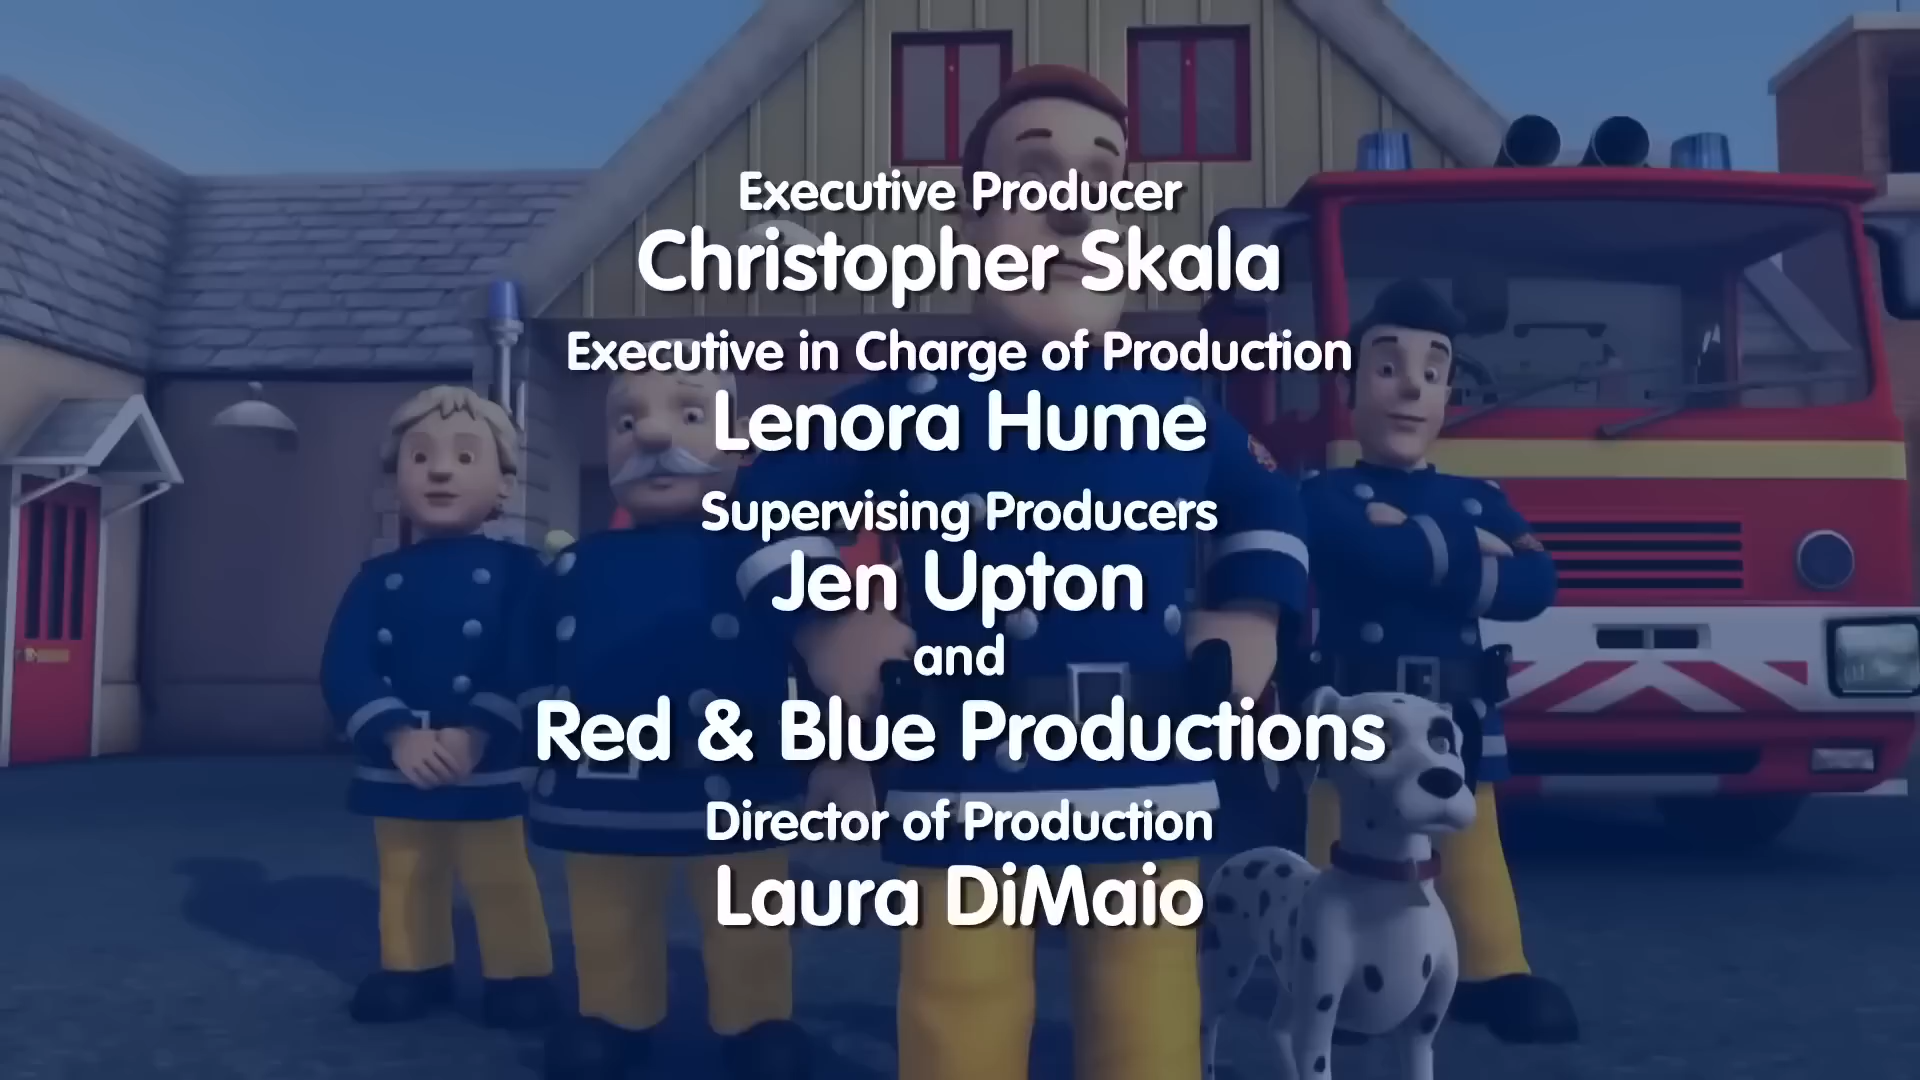 Executive Producer
Christopher Skala
Executive in Charge of Production
Lenora Hume
Supervising Producers
Jen Upton
and
Red & Blue Productions
Director of Production
Laura DiMaio